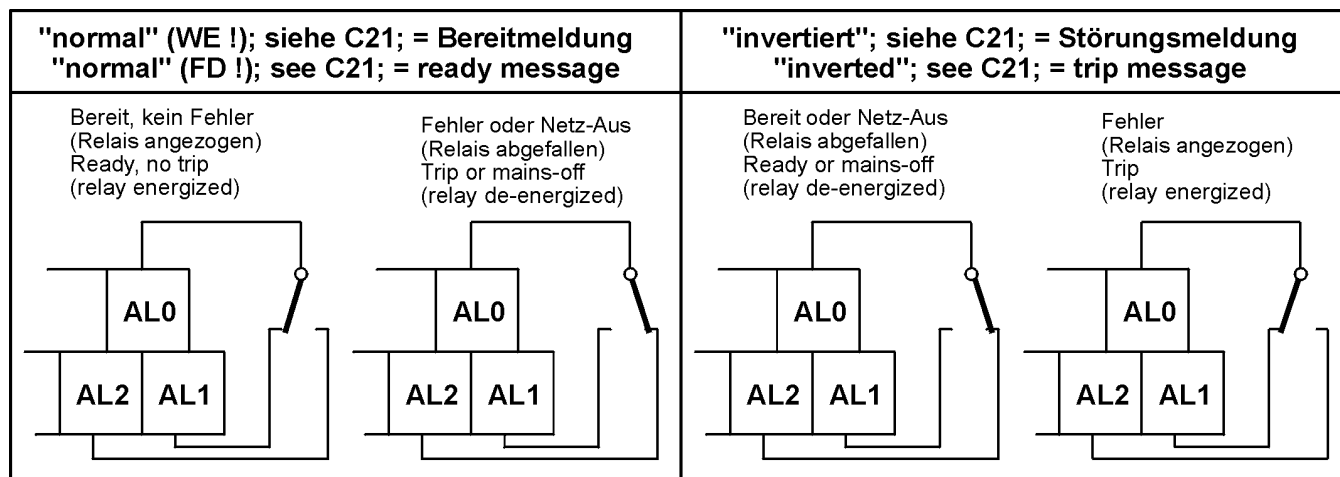 "normal" (WE !); siehe C21; = Bereitmeldung
"normal" (FD !); see C21; = ready message
"invertiert"; siehe C21; = Störungsmeldung
"inverted"; see C21; = trip message
Bereit, kein Fehler
(Relais angezogen)
Ready, no trip
(relay energized)
Fehler oder Netz-Aus
(Relais abgefallen)
Trip or mains-off
(relay de-energized)
Bereit oder Netz-Aus
(Relais abgefallen)
Ready or mains-off
(relay de-energized)
Fehler
(Relais angezogen)
Trip
(relay energized)
AL0
AL2 AL1
AL0
AL2 AL1
AL0
AL2 AL1
AL0
AL2 AL1